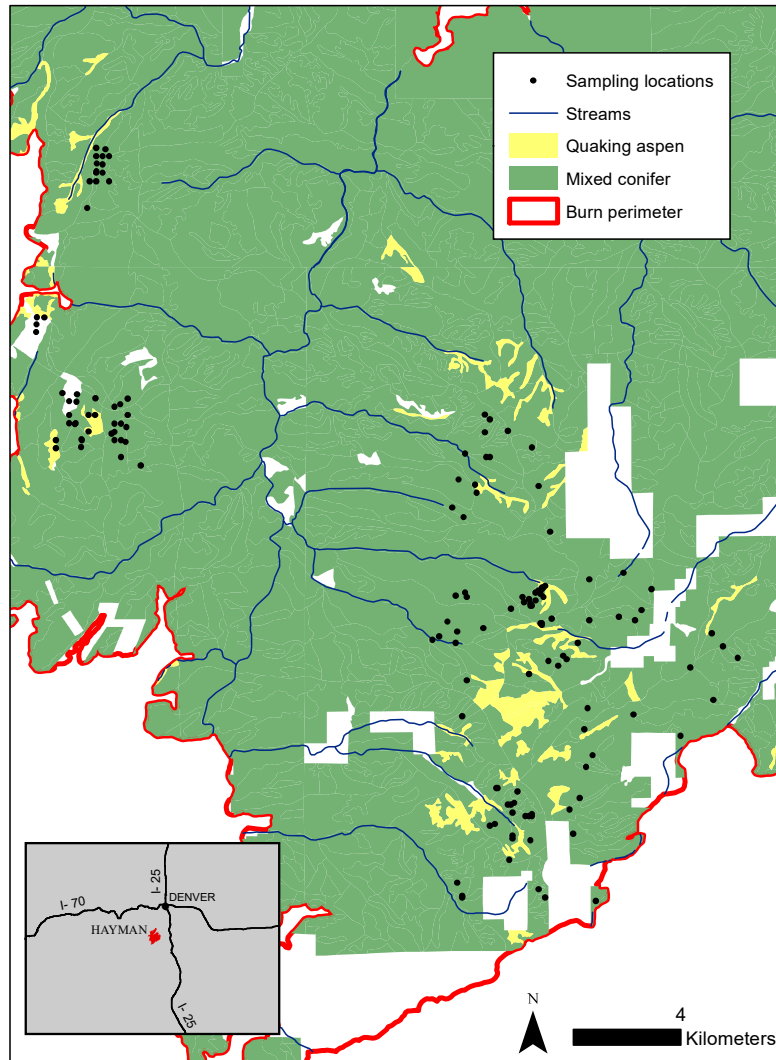 Sampling locations
Streams
Quaking aspen
Mixed conifer
Burn perimeter
I- 25
I- 70
DENVER
HAYMAN
I- 25
N
4
Kilometers